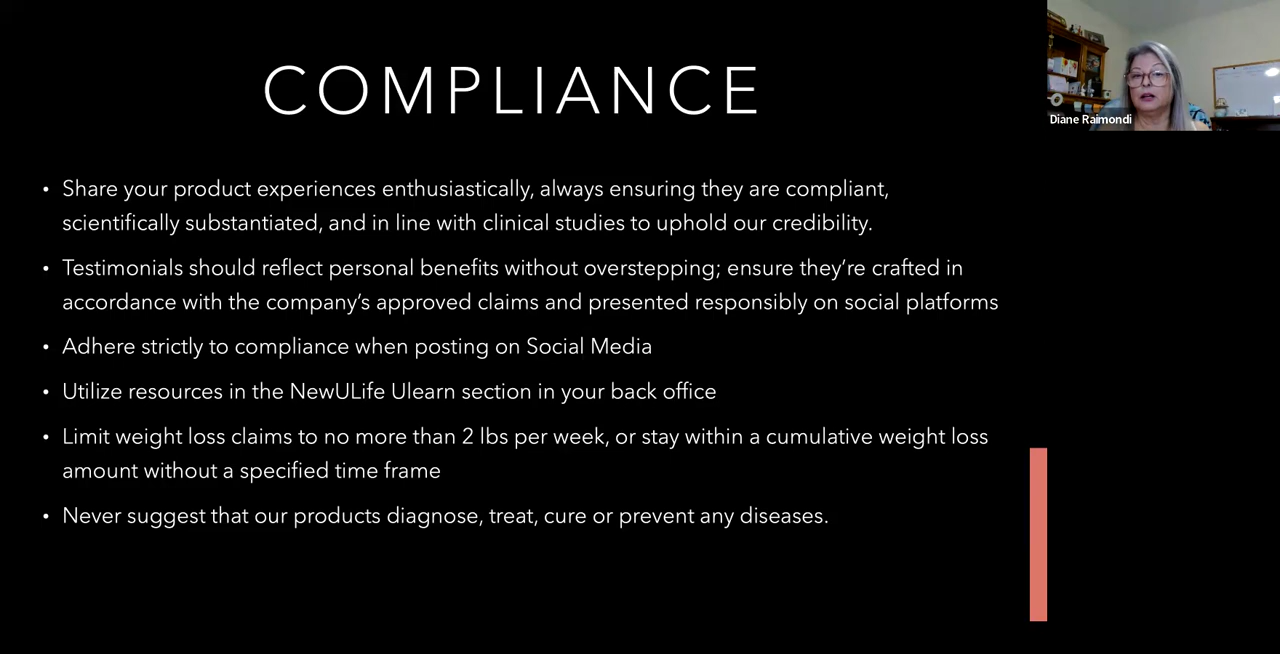 COMPLIANCE
Diane Raimondi
• Share your product experiences enthusiastically, always ensuring they are compliant,
scientifically substantiated, and in line with clinical studies to uphold our credibility.
• Testimonials should reflect personal benefits without overstepping; ensure they’re crafted in
accordance with the company’s approved claims and presented responsibly on social platforms
• Adhere strictly to compliance when posting on Social Media
• Utilize resources in the NewULife Ulearn section in your back office
• Limit weight loss claims to no more than 2 lbs per week, or stay within a cumulative weight loss
amount without a specified time frame
• Never suggest that our products diagnose, treat, cure or prevent any diseases.